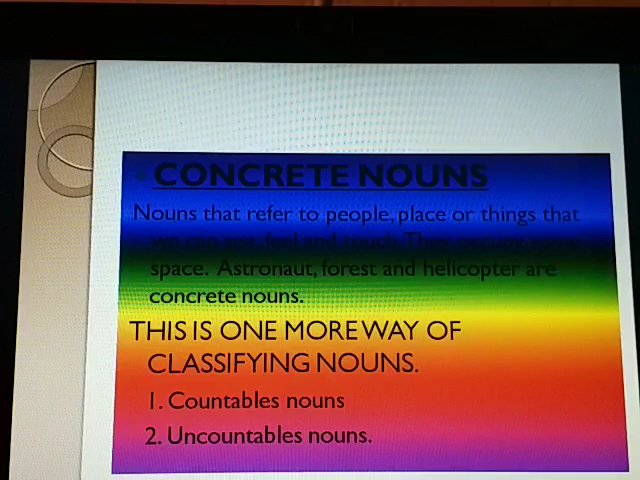 CONCRETE NOUNS
Nouns that refer to people, place or things that
we can see, feel and touch. They occupy some
space. Astronaut, forest and helicopter are
concrete nouns.
THIS IS ONE MORE WAY OF
CLASSIFYING NOUNS.
1. Countables nouns
2. Uncountables nouns.